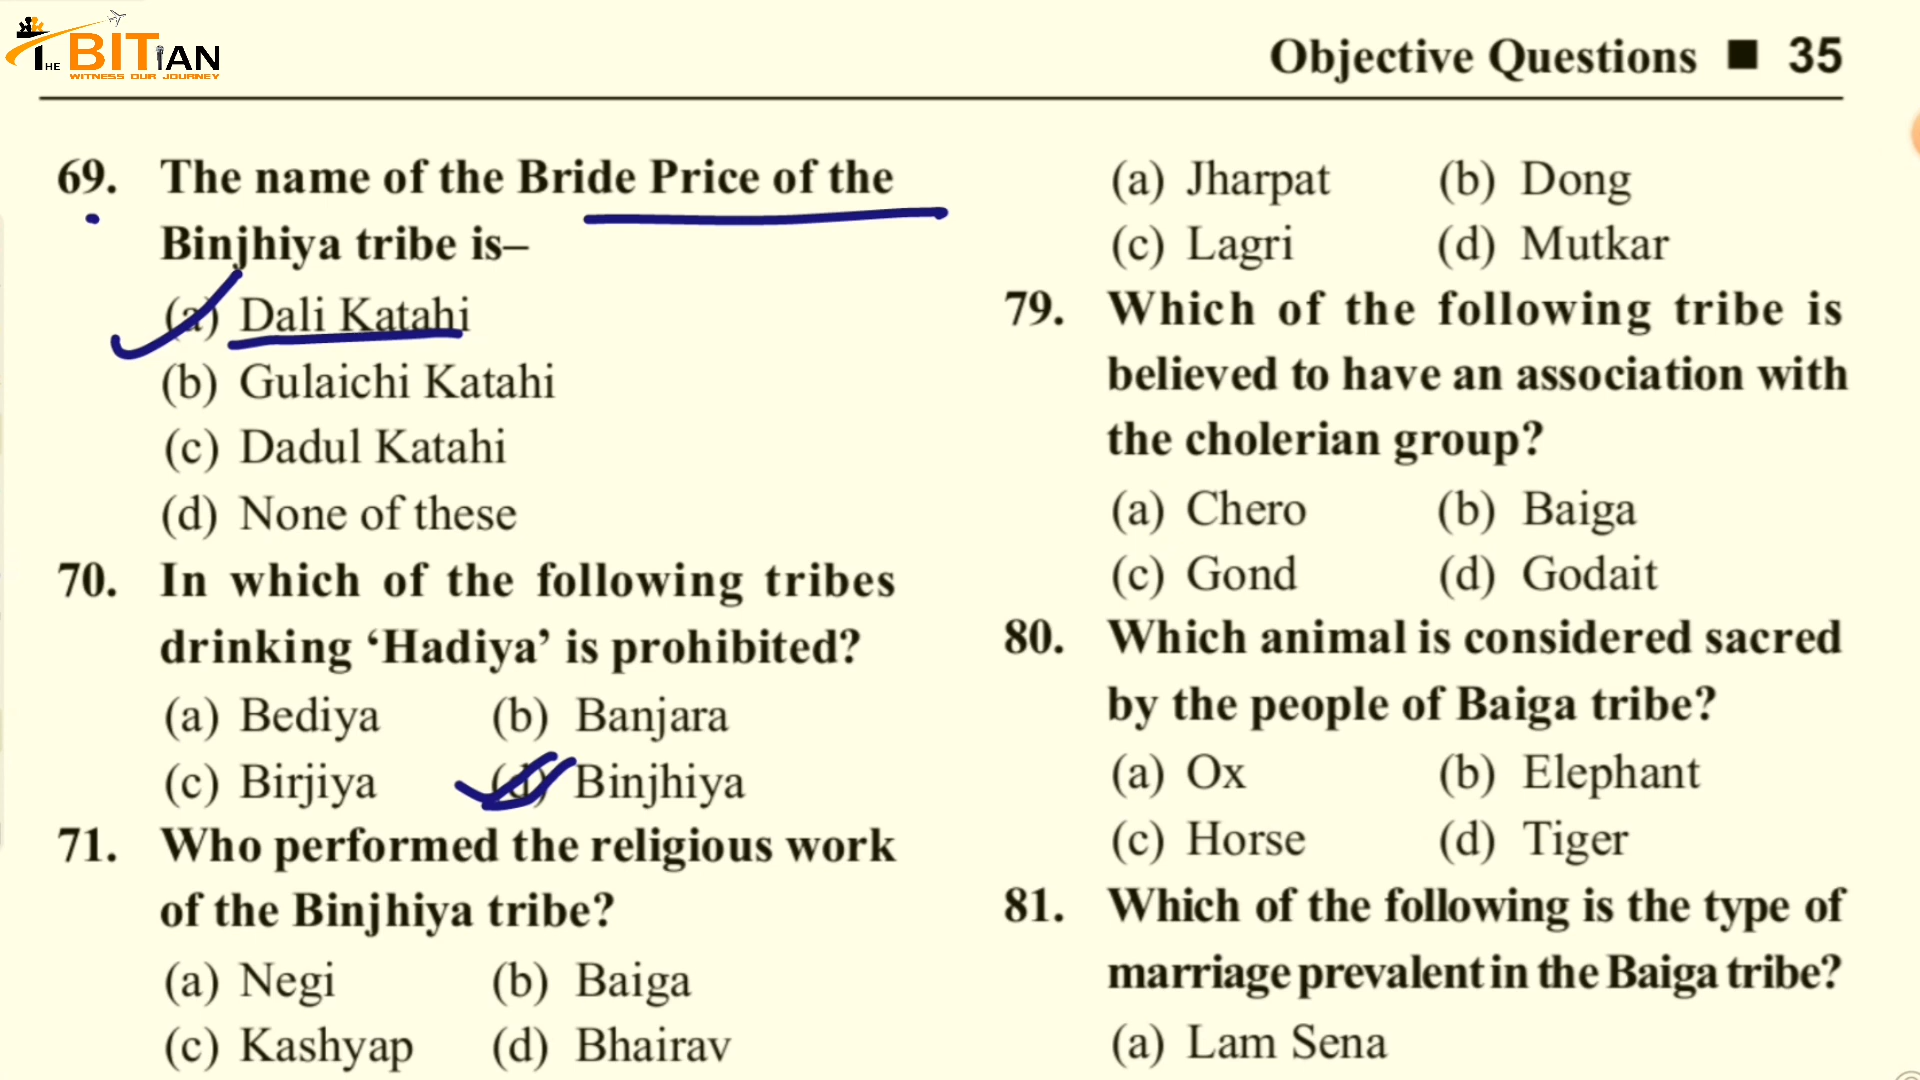 THE BITIAN
WITNESS OUR JOURNEY
Objective Questions ■ 35
69. The name of the Bride Price of the
Binjhiya tribe is–
(a) Dali Katahi
(b) Gulaichi Katahi
(c) Dadul Katahi
(d) None of these
70. In which of the following tribes
drinking ‘Hadiya’ is prohibited?
(a) Bediya (b) Banjara
(c) Birjiya (d) Binjhiya
71. Who performed the religious work
of the Binjhiya tribe?
(a) Negi (b) Baiga
(c) Kashyap (d) Bhairav
(a) Jharpat (b) Dong
(c) Lagri (d) Mutkar
79. Which of the following tribe is
believed to have an association with
the cholerian group?
(a) Chero (b) Baiga
(c) Gond (d) Godait
80. Which animal is considered sacred
by the people of Baiga tribe?
(a) Ox (b) Elephant
(c) Horse (d) Tiger
81. Which of the following is the type of
marriage prevalent in the Baiga tribe?
(a) Lam Sena